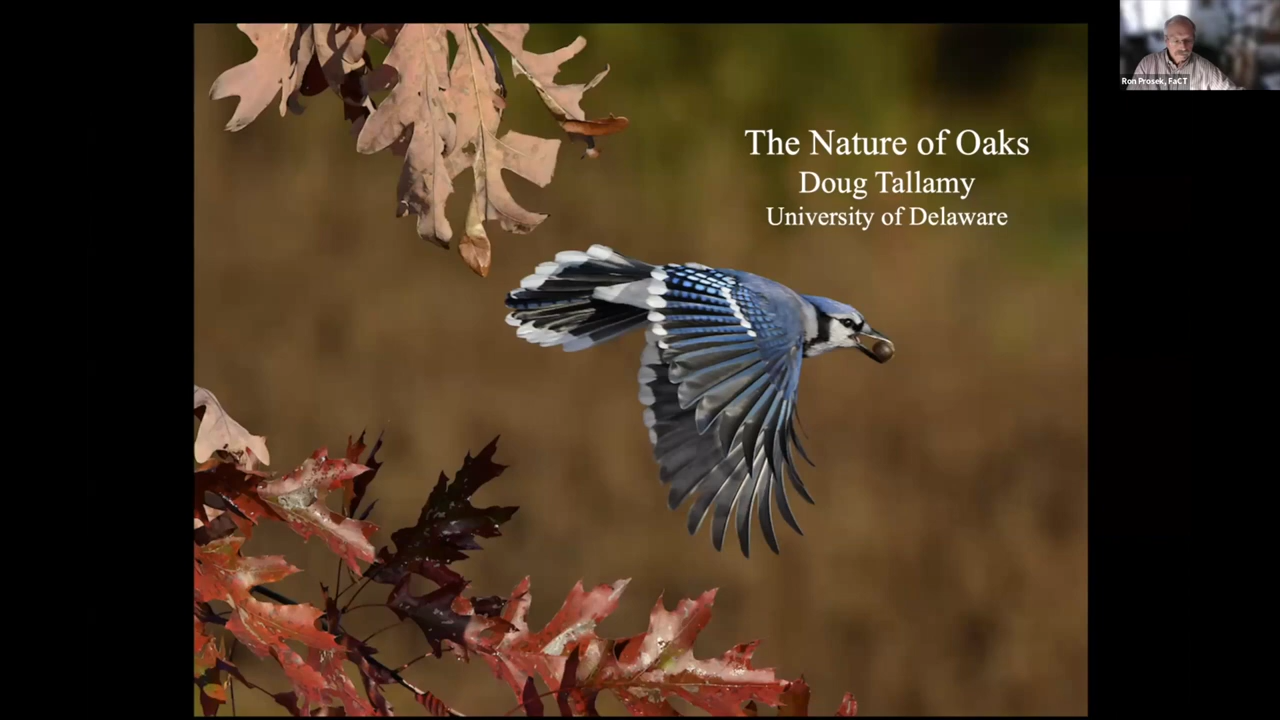 The Nature of Oaks
Doug Tallamy
University of Delaware
Ron Prosek, FaCT